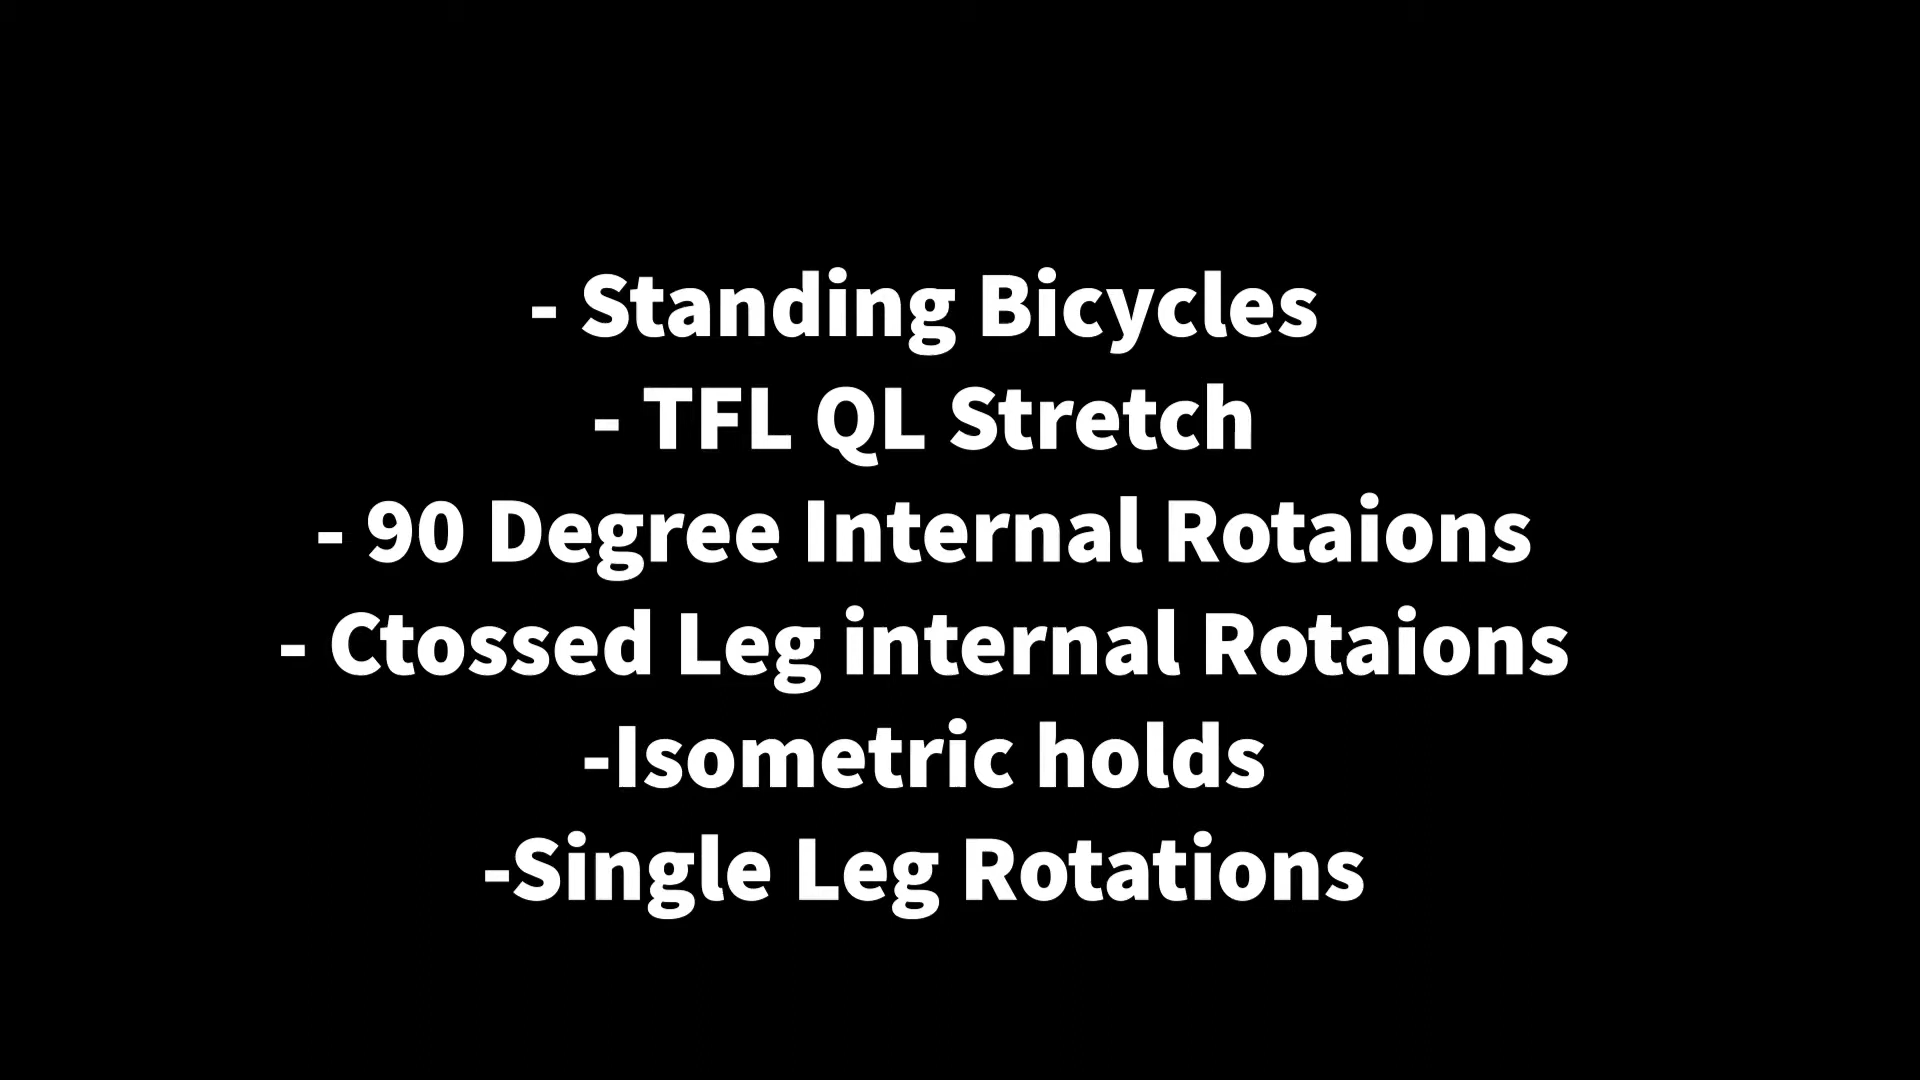 - Standing Bicycles
- TFL QL Stretch
- 90 Degree Internal Rotaions
- Ctossed Leg internal Rotaions
-Isometric holds
-Single Leg Rotations